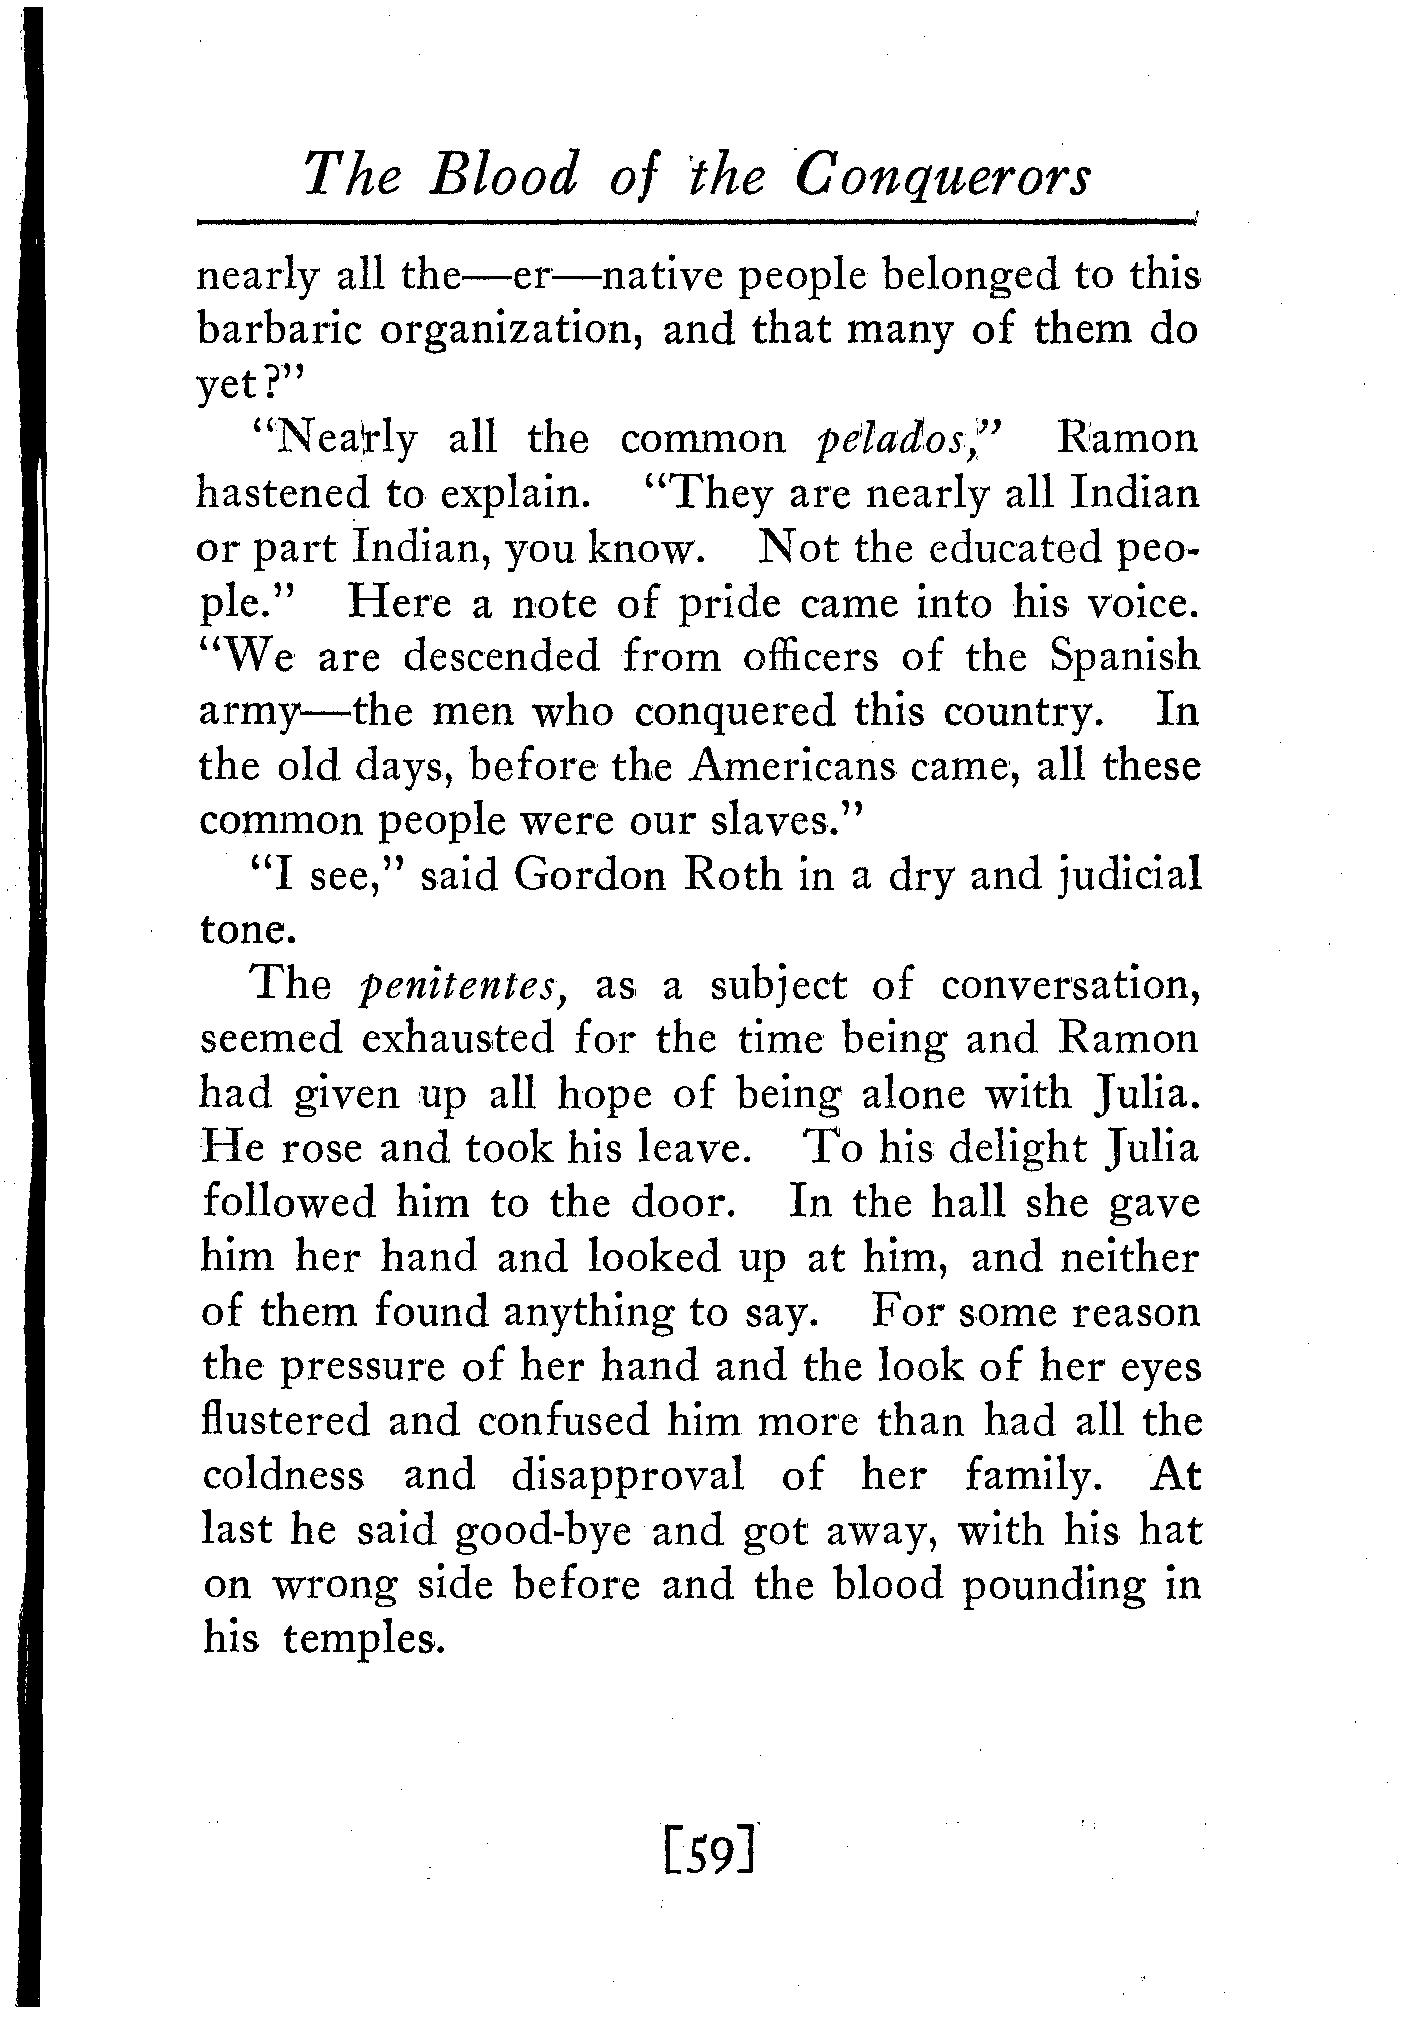 The Blood of the Conquerors
nearly all the—er—native people belonged to this
barbaric organization, and that many of them do
yet?"
"Nearly all the common pelados," Ramon
hastened to explain. "They are nearly all Indian
or part Indian, you know. Not the educated peo-
ple." Here a note of pride came into his voice.
"We are descended from officers of the Spanish
army—the men who conquered this country. In
the old days, before the Americans came, all these
common people were our slaves."
"I see," said Gordon Roth in a dry and judicial
tone.
The penitentes, as a subject of conversation,
seemed exhausted for the time being and Ramon
had given up all hope of being alone with Julia.
He rose and took his leave. To his delight Julia
followed him to the door. In the hall she gave
him her hand and looked up at him, and neither
of them found anything to say. For some reason
the pressure of her hand and the look of her eyes
flustered and confused him more than had all the
coldness and disapproval of her family. At
last he said good-bye and got away, with his hat
on wrong side before and the blood pounding in
his temples.
[59]